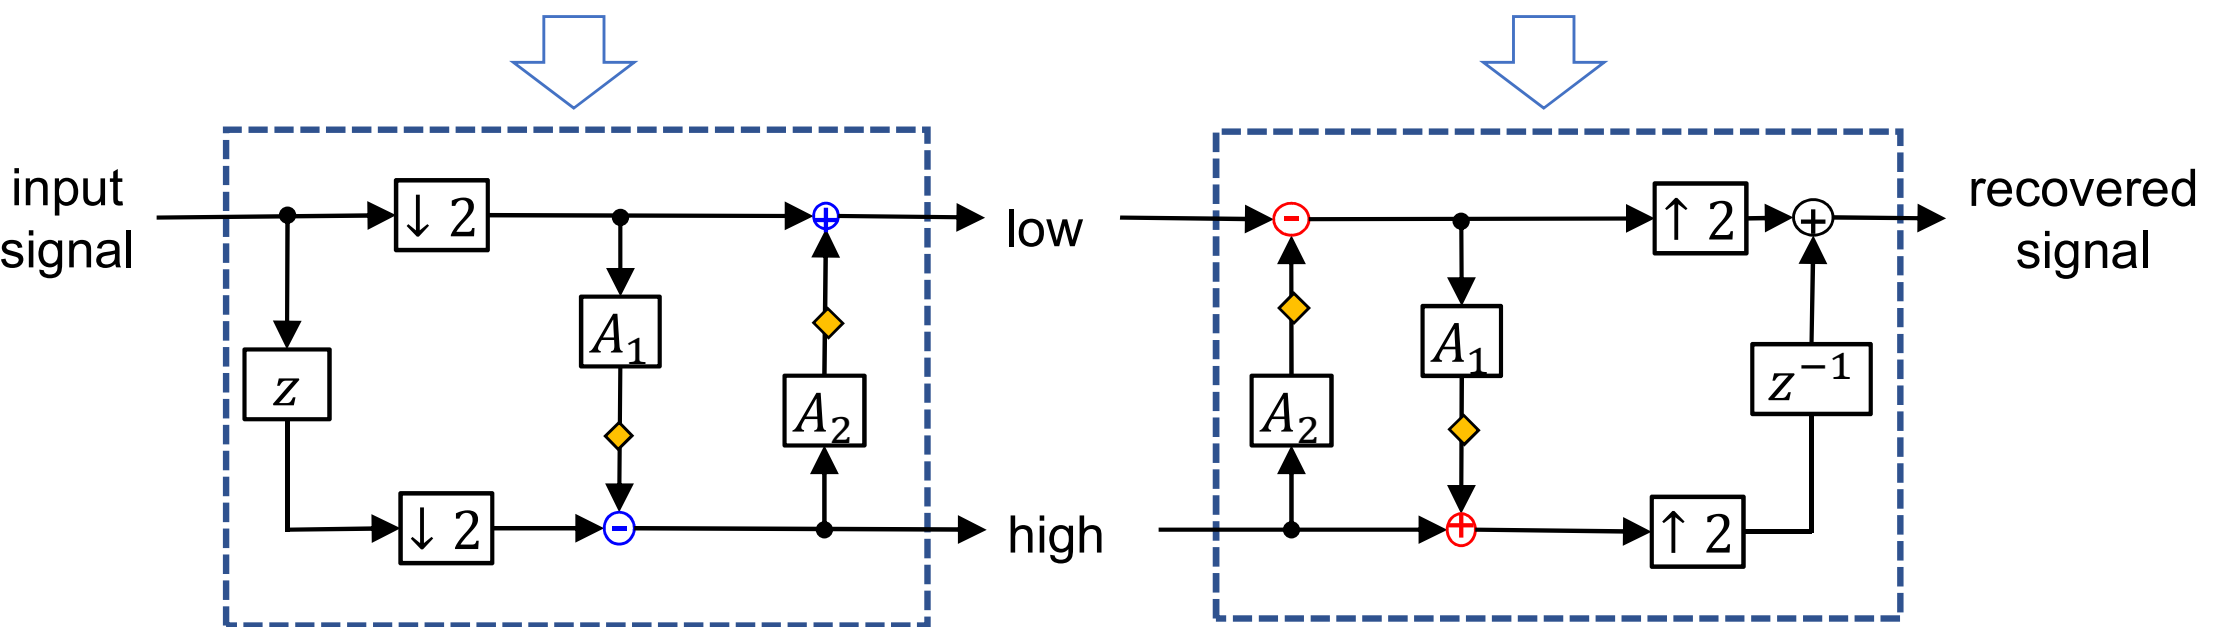 input
signal
↓ 2
A₁
z
A₂
↓ 2
low
high
A₂
A₁
↑ 2
z⁻¹
↑ 2
recovered
signal